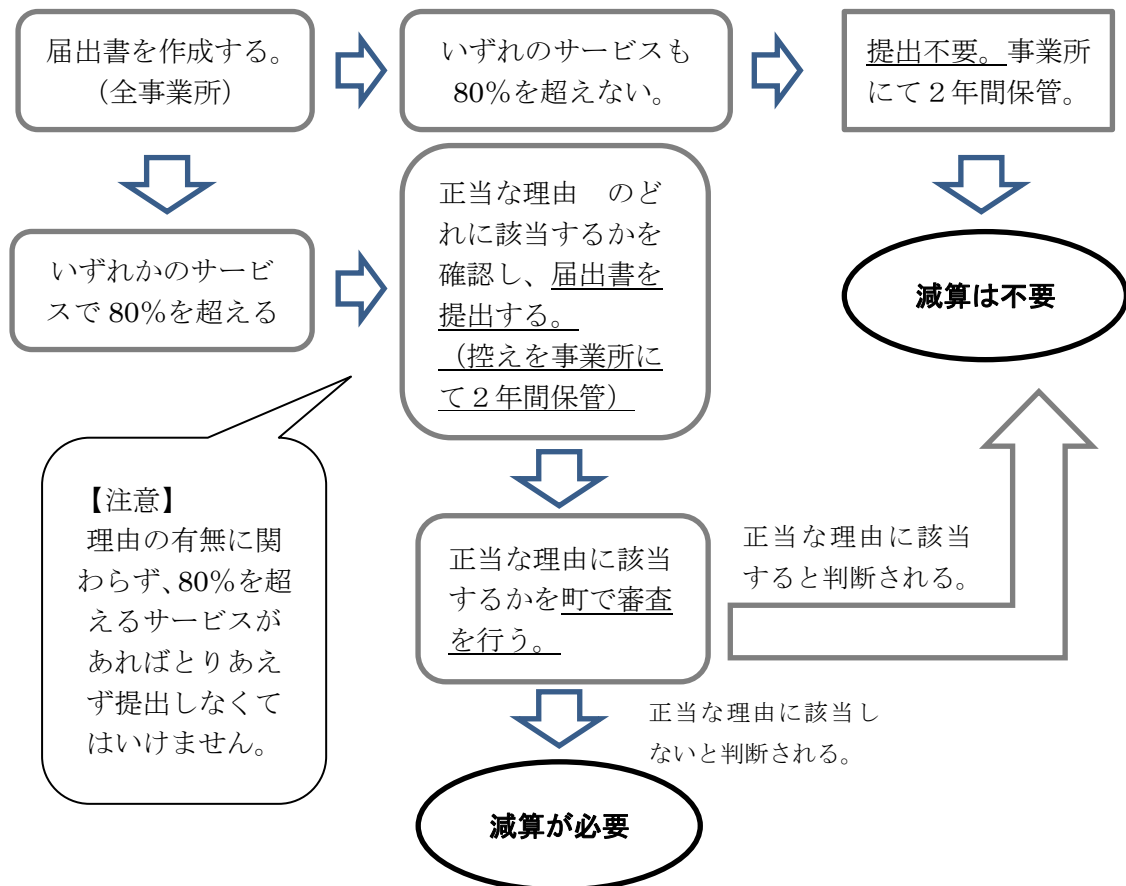 届出書を作成する。
（全事業所）
いずれのサービスも
80％を超えない。
提出不要。事業所
にて２年間保管。
いずれかのサービ
スで 80％を超える
正当な理由　のど
れに該当するかを
確認し、届出書を
提出する。
（控えを事業所に
て２年間保管）
減算は不要
【注意】
理由の有無に関
わらず、80％を超
えるサービスが
あればとりあえ
ず提出しなくて
はいけません。
正当な理由に該当
するかを町で審査
を行う。
正当な理由に該当
すると判断される。
正当な理由に該当し
ないと判断される。
減算が必要